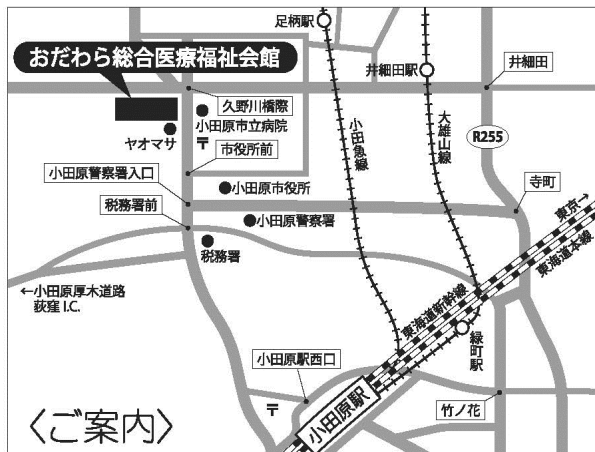 足柄駅
おだわら総合医療福祉会館
井細田駅
井細田
久野川橋際
小田原市立病院
〒
ヤオマサ
市役所前
小田急線
大雄山線
R255
小田原警察署入口
小田原市役所
寺町
税務署前
小田原警察署
東京→
東海道本線
税務署
←小田原厚木道路
荻窪I.C.
東海道新幹線
緑町駅
小田原駅西口
〒
小田原駅
竹ノ花
〈ご案内〉